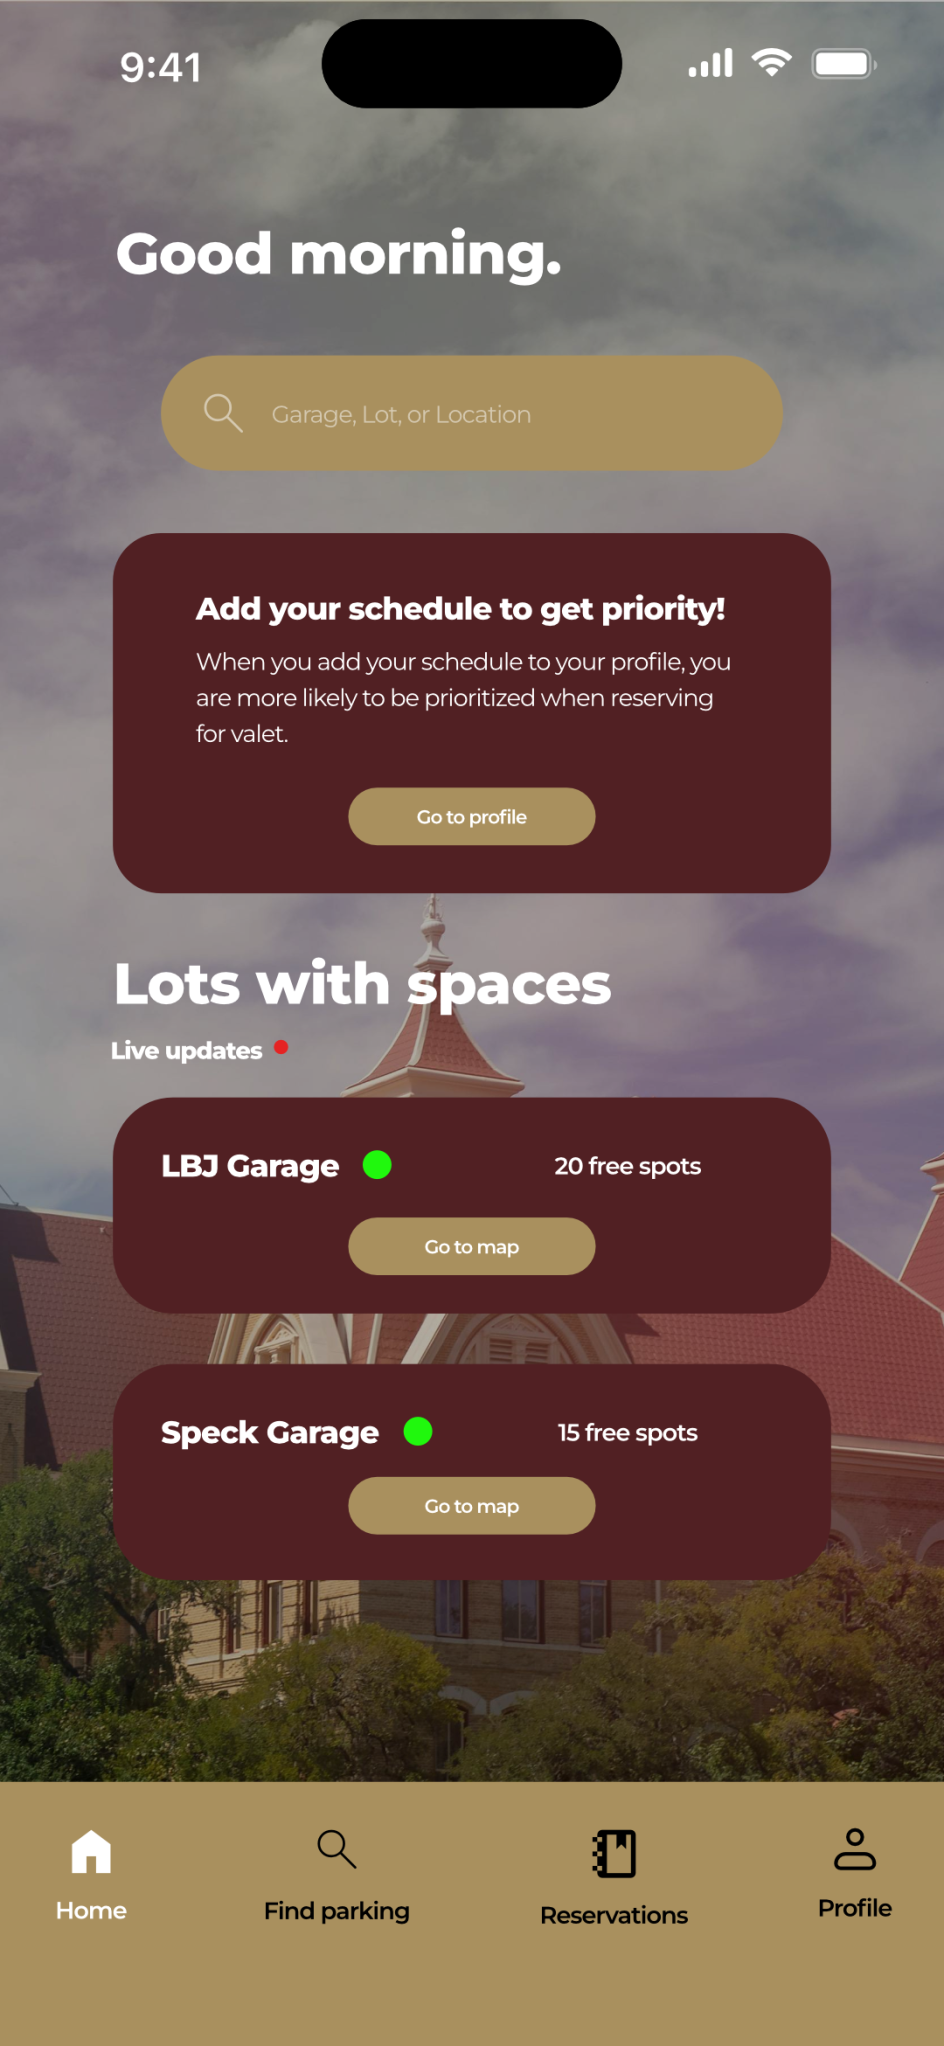 9:41
Good morning.
Garage, Lot, or Location
Add your schedule to get priority!
When you add your schedule to your profile, you
are more likely to be prioritized when reserving
for valet.
Go to profile
Lots with spaces
Live updates
LBJ Garage
20 free spots
Go to map
Speck Garage
15 free spots
Go to map
Home
Find parking
Reservations
Profile